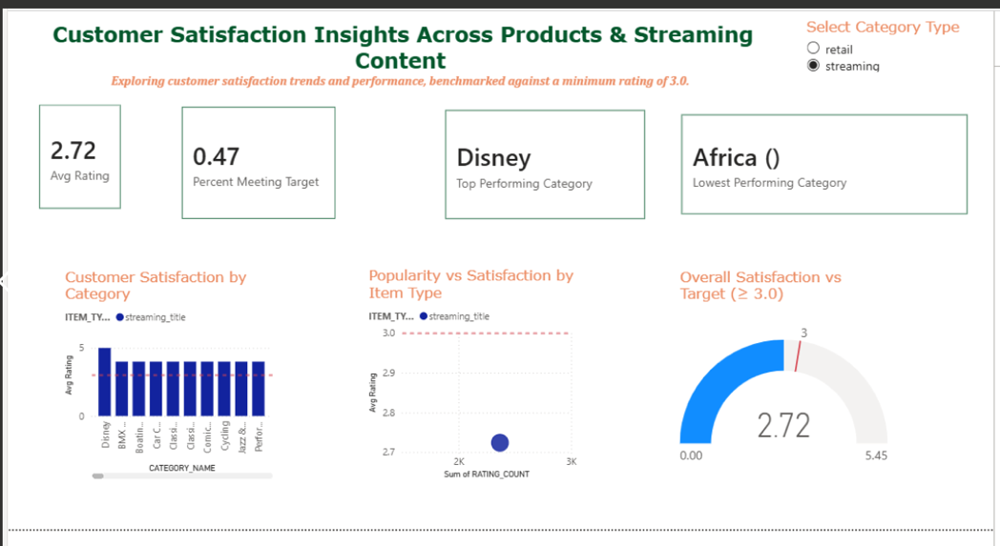 Customer Satisfaction Insights Across Products & Streaming
Content
Exploring customer satisfaction trends and performance, benchmarked against a minimum rating of 3.0.
Select Category Type
retail
streaming
2.72
Avg Rating
0.47
Percent Meeting Target
Disney
Top Performing Category
Africa ()
Lowest Performing Category
Customer Satisfaction by
Category
ITEM_TY... streaming_title
5
0
Avg Rating
Disney
BMX ...
Boatin...
Car C...
Classi...
Classi...
Comic...
Cycling
Jazz &...
Perfor...
CATEGORY_NAME
Popularity vs Satisfaction by
Item Type
ITEM_TY... streaming_title
3.0
2.9
2.8
2.7
Avg Rating
2K
3K
Sum of RATING_COUNT
Overall Satisfaction vs
Target (≥ 3.0)
3
2.72
0.00
5.45